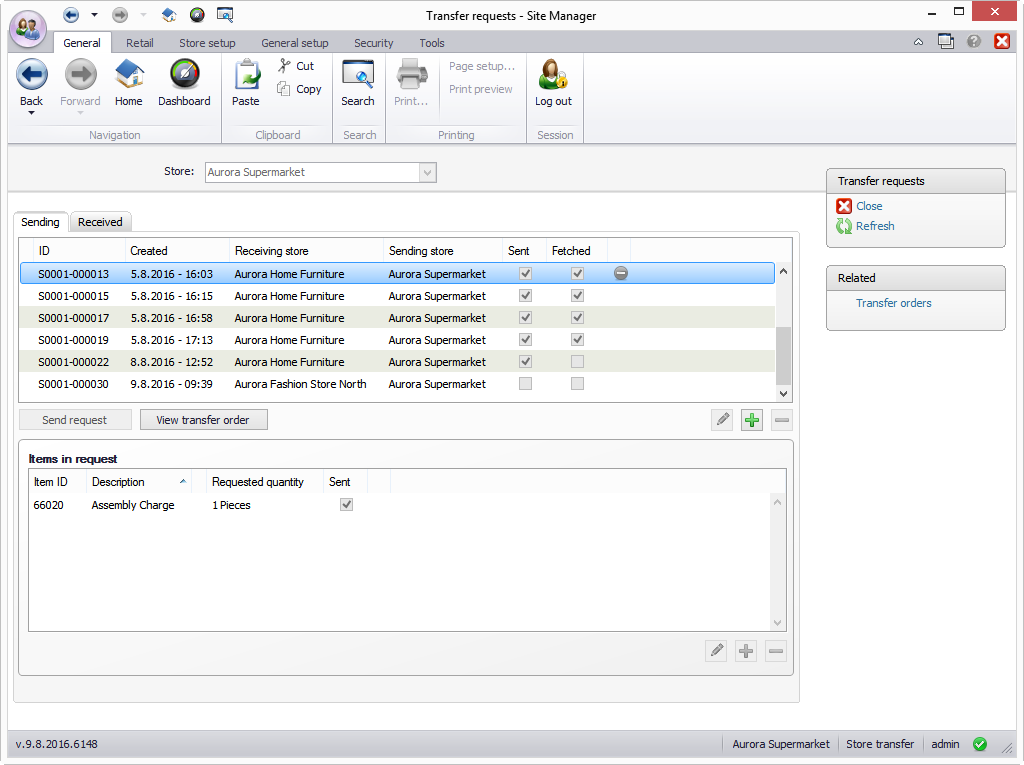 Transfer requests - Site Manager
General Retail Store setup General setup Security Tools
Back Forward Home Dashboard Paste Cut Copy Search Print... Page setup... Print preview Log out
Navigation Clipboard Search Printing Session
Store: Aurora Supermarket
Transfer requests
Close
Refresh
Related
Transfer orders
Sending Received
ID Created Receiving store Sending store Sent Fetched
S0001-000013 5.8.2016 - 16:03 Aurora Home Furniture Aurora Supermarket
S0001-000015 5.8.2016 - 16:15 Aurora Home Furniture Aurora Supermarket
S0001-000017 5.8.2016 - 16:58 Aurora Home Furniture Aurora Supermarket
S0001-000019 5.8.2016 - 17:13 Aurora Home Furniture Aurora Supermarket
S0001-000022 8.8.2016 - 12:52 Aurora Home Furniture Aurora Supermarket
S0001-000030 9.8.2016 - 09:39 Aurora Fashion Store North Aurora Supermarket
Send request View transfer order
Items in request
Item ID Description Requested quantity Sent
66020 Assembly Charge 1 Pieces
v.9.8.2016.6148 Aurora Supermarket Store transfer admin